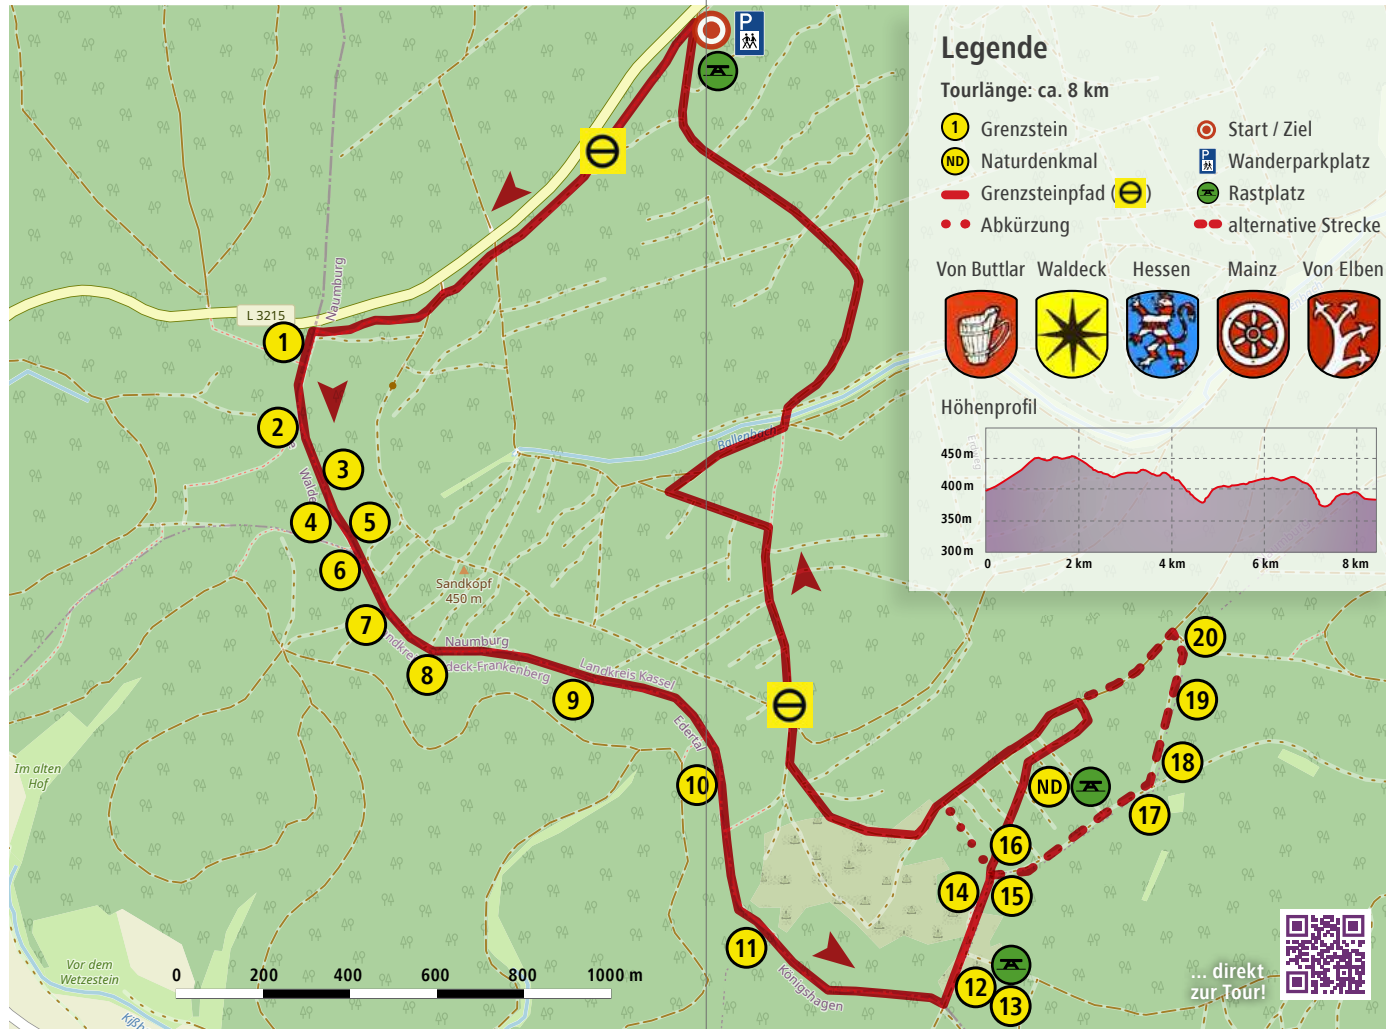 P
Legende
Tourlänge: ca. 8 km
1 Grenzstein
Start / Ziel
ND Naturdenkmal
P Wanderparkplatz
Grenzsteinpfad ( )
Rastplatz
Abkürzung
alternative Strecke
Von Buttlar
Waldeck
Hessen
Mainz
Von Elben
Höhenprofil
450 m
400 m
350m
300 m
0
2 km
4 km
6 km
8 km
Naumburg
L 3215
1
2
3
4
5
6
7
8
9
10
11
12
13
14
15
16
17
18
19
20
ND
Ballenbach
Sandkopf
450 m
Naumburg
deck-Frankenberg
Landkreis Kassel
Edertal
Königshagen
Im alten
Hof
Vor dem
Wetzestein
0
200
400
600
800
1000 m
... direkt
zur Tour!